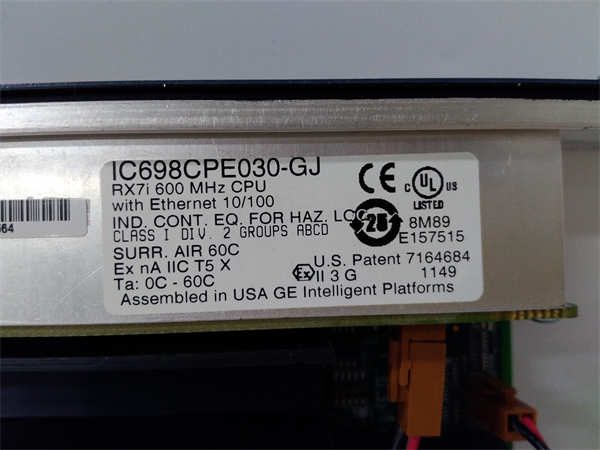 IC698CPE030-GJ
RX7i 600 MHz CPU
with Ethernet 10/100
IND. CONT. EQ. FOR HAZ. LOC
CLASS I DIV. 2 GROUPS ABCD
SURR. AIR 60C
Ex nA IIC T5 X
Ta: 0C - 60C
Assembled in USA GE Intelligent Platforms
CE
C UL US
LISTED
25
8M89
E157515
U.S. Patent 7164684
Ex II 3 G
1149
64